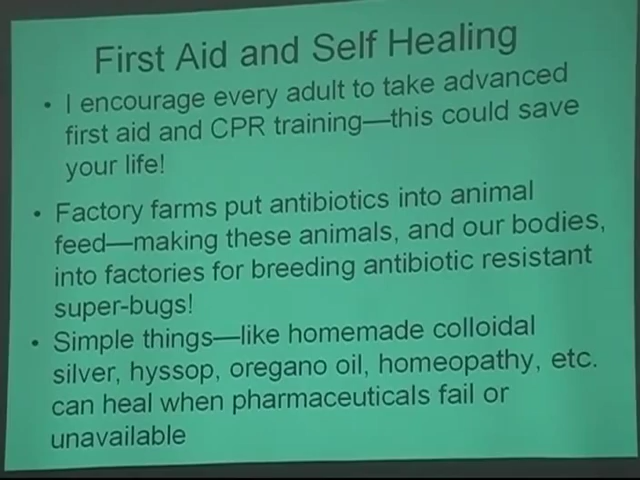 First Aid and Self Healing
• I encourage every adult to take advanced
first aid and CPR training—this could save
your life!
• Factory farms put antibiotics into animal
feed—making these animals, and our bodies,
into factories for breeding antibiotic resistant
super-bugs!
• Simple things—like homemade colloidal
silver, hyssop, oregano oil, homeopathy, etc.
can heal when pharmaceuticals fail or
unavailable